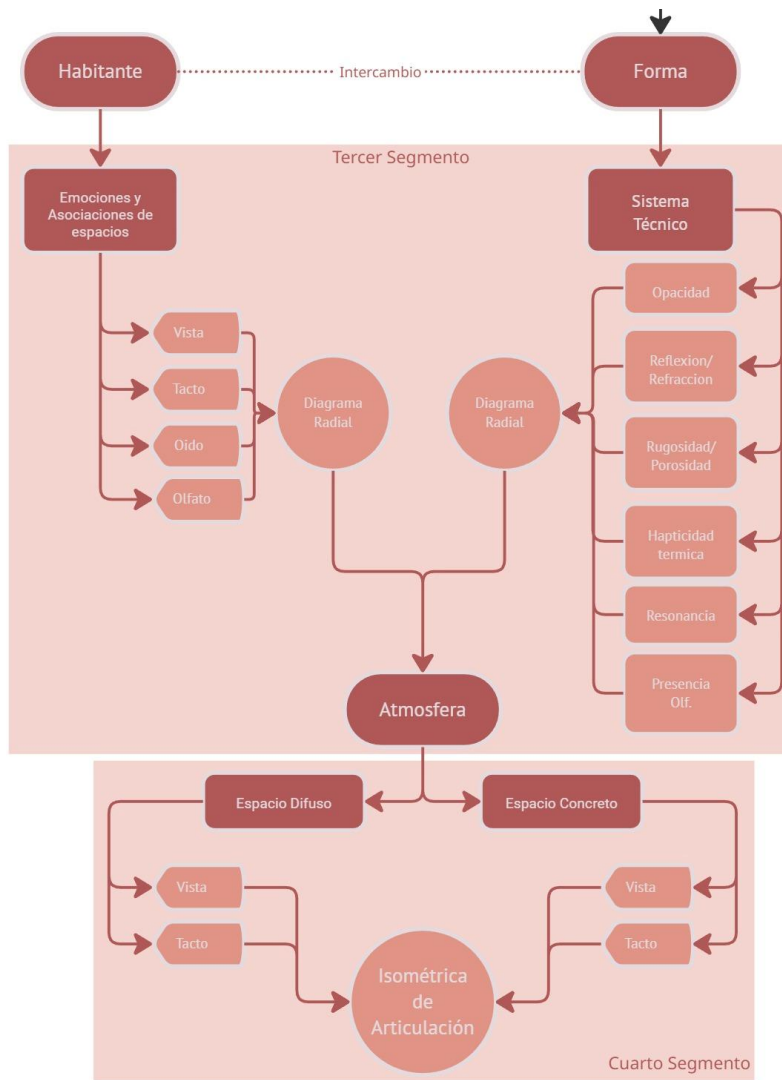 Habitante
Intercambio
Forma
Tercer Segmento
Emociones y
Asociaciones de
espacios
Sistema
Técnico
Vista
Tacto
Oido
Olfato
Diagrama
Radial
Diagrama
Radial
Opacidad
Reflexion/
Refraccion
Rugosidad/
Porosidad
Hapticidad
termica
Resonancia
Presencia
Olf.
Atmosfera
Espacio Difuso
Espacio Concreto
Vista
Tacto
Vista
Tacto
Isométrica
de
Articulación
Cuarto Segmento